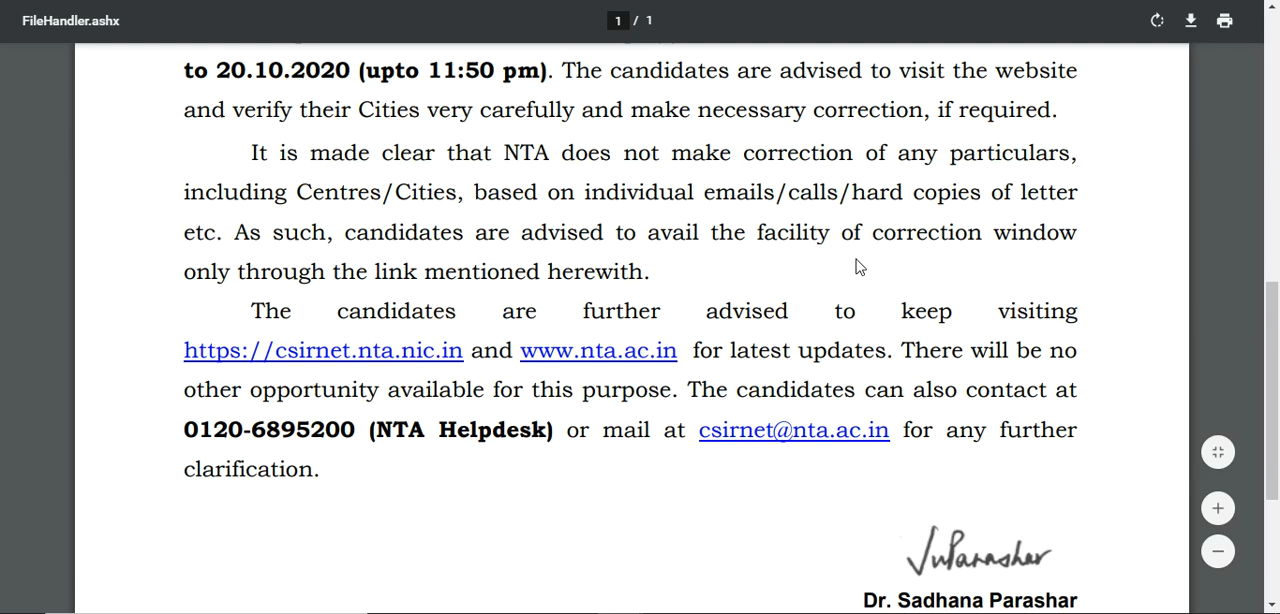 FileHandler.ashx
1 / 1
to 20.10.2020 (upto 11:50 pm). The candidates are advised to visit the website
and verify their Cities very carefully and make necessary correction, if required.
It is made clear that NTA does not make correction of any particulars,
including Centres/Cities, based on individual emails/calls/hard copies of letter
etc. As such, candidates are advised to avail the facility of correction window
only through the link mentioned herewith.
The candidates are further advised to keep visiting
https://csirnet.nta.nic.in and www.nta.ac.in for latest updates. There will be no
other opportunity available for this purpose. The candidates can also contact at
0120-6895200 (NTA Helpdesk) or mail at csirnet@nta.ac.in for any further
clarification.
Dr. Sadhana Parashar